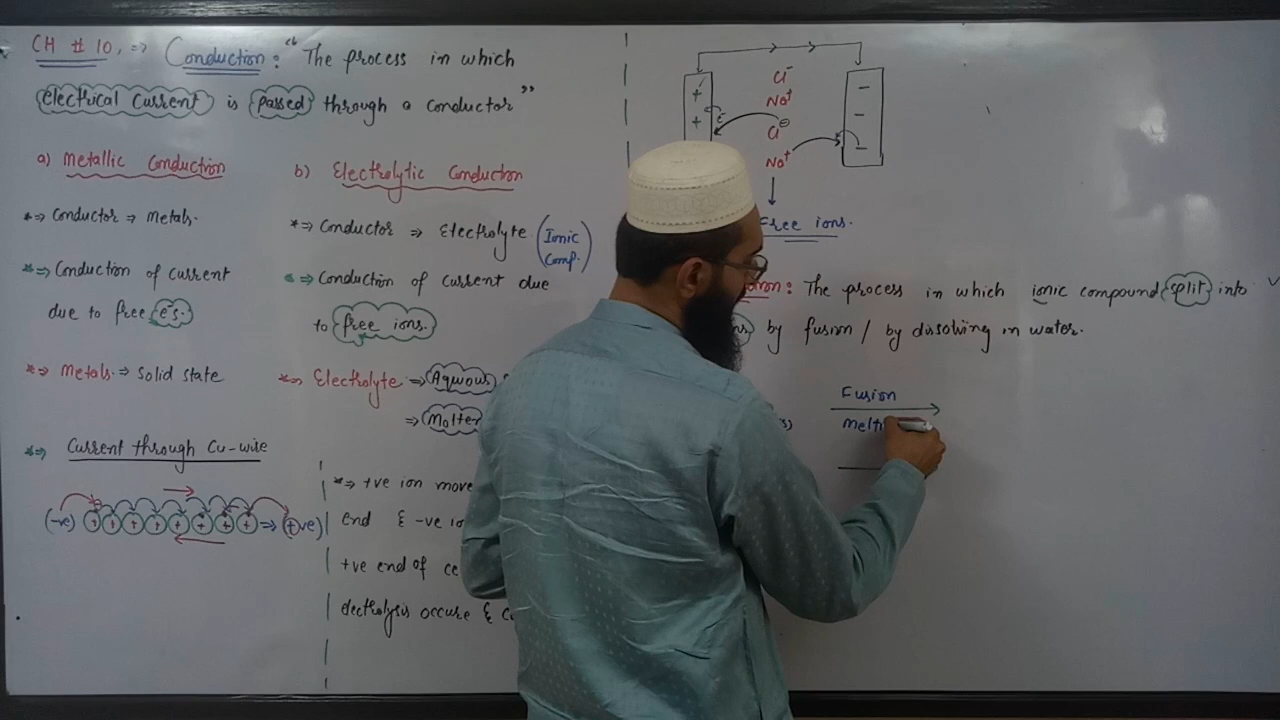 CH # 10, ⇒ Conduction: "The process in which
electrical current is passed through a conductor"
a) Metallic Conduction
*⇒ Conductor ⇒ Metals.
*⇒ Conduction of current
due to free e's.
*⇒ Metals ⇒ Solid state
*⇒ Current through Cu-wire
(-ve) + + + + + + + + ⇒ (+ve)
b) Electrolytic Conduction
*⇒ Conductor ⇒ Electrolyte (Ionic
Comp.)
*⇒ Conduction of current due
to free ions.
*⇒ Electrolyte ⇒ Aqueous
⇒ Molten
*⇒ +ve ion move
end & -ve
+ve end of
electrolysis occure &
+ +
Cl⁻
Na⁺
Cl⊖
Na⁺
e⁻
- - -
Free ions.
: The process in which ionic compound split into
by fusion / by dissolving in water.
Fusion